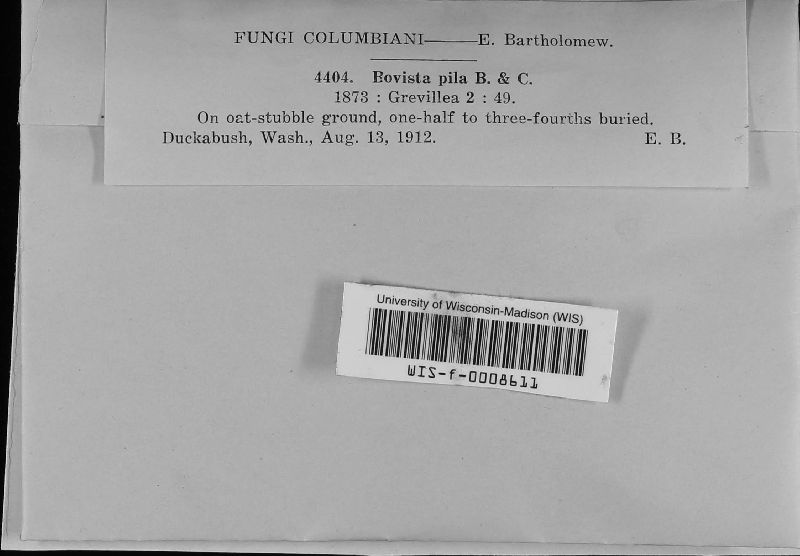 FUNGI COLUMBIANI——E. Bartholomew.
4404. Bovista pila B. & C.
1873 : Grevillea 2 : 49.
On oat-stubble ground, one-half to three-fourths buried.
Duckabush, Wash., Aug. 13, 1912. E. B.
University of Wisconsin-Madison (WIS)
WIS-f-0008611